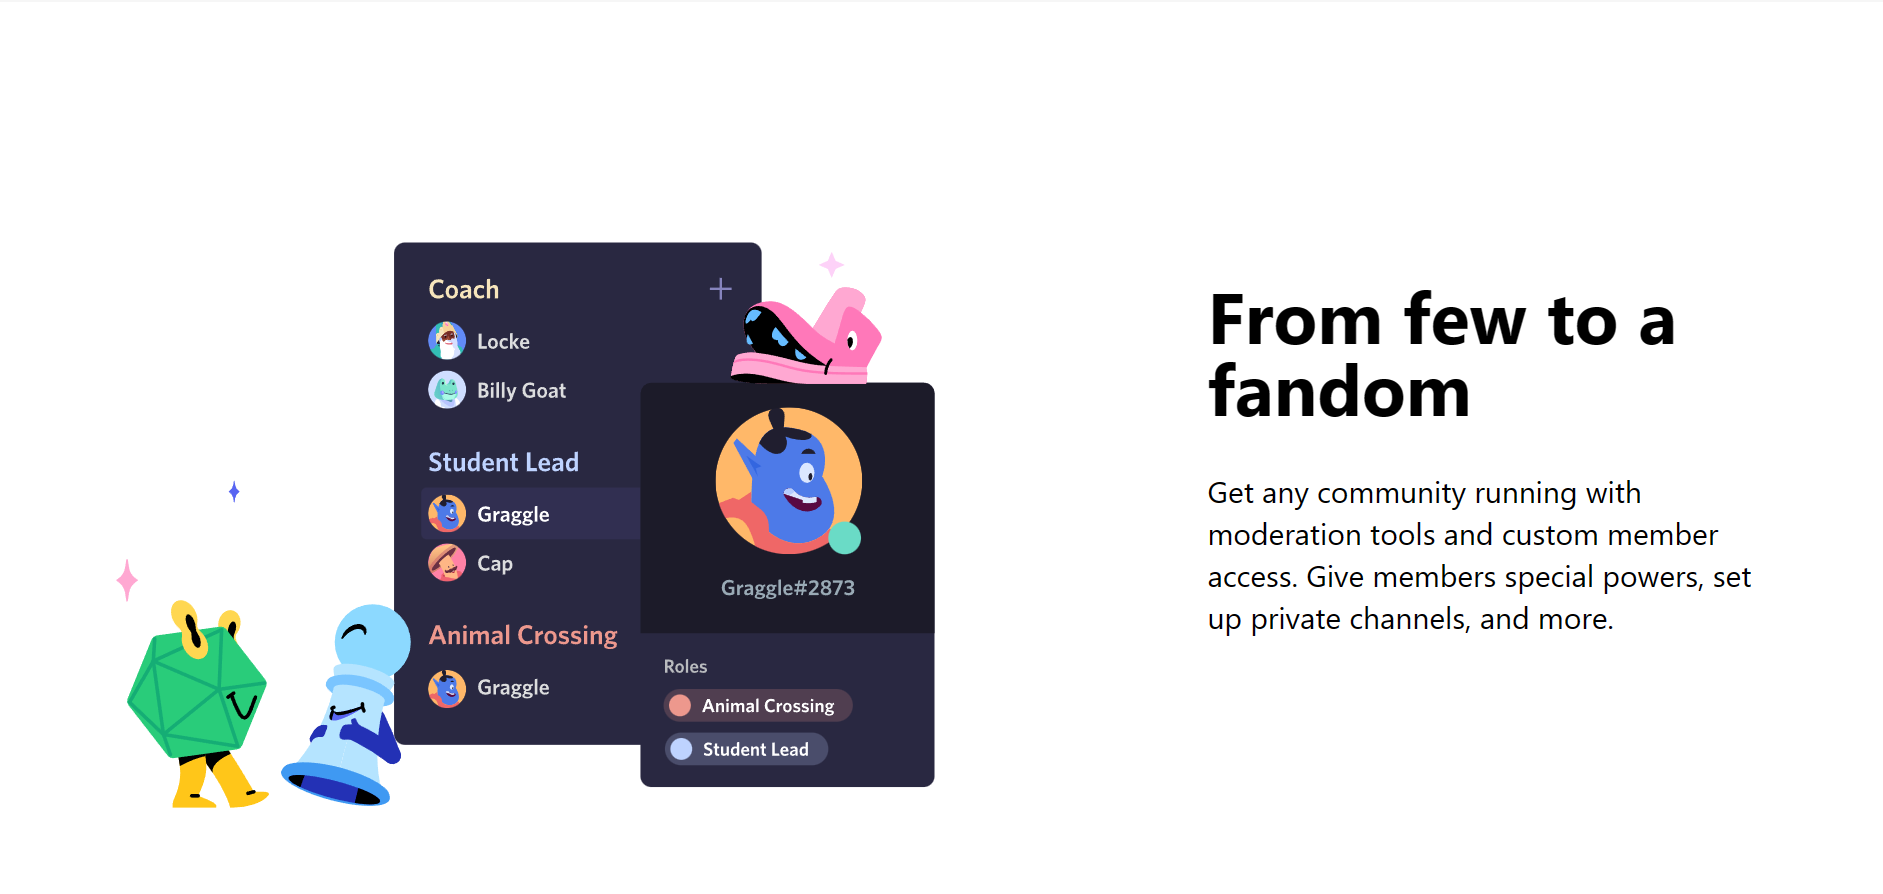 Coach
Locke
Billy Goat
Student Lead
Graggle
Cap
Animal Crossing
Graggle
Graggle#2873
Roles
Animal Crossing
Student Lead
From few to a
fandom
Get any community running with
moderation tools and custom member
access. Give members special powers, set
up private channels, and more.